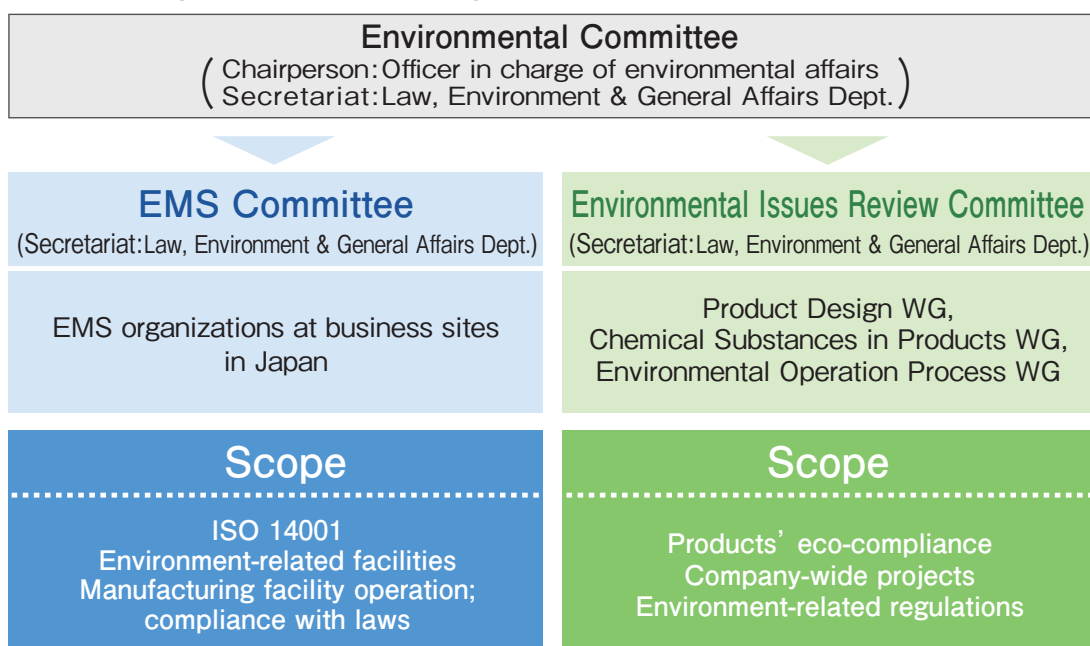 Environmental Committee
(Chairperson:Officer in charge of environmental affairs
Secretariat:Law, Environment & General Affairs Dept.)
EMS Committee
(Secretariat:Law, Environment & General Affairs Dept.)
EMS organizations at business sites
in Japan
Scope
ISO 14001
Environment-related facilities
Manufacturing facility operation;
compliance with laws
Environmental Issues Review Committee
(Secretariat:Law, Environment & General Affairs Dept.)
Product Design WG,
Chemical Substances in Products WG,
Environmental Operation Process WG
Scope
Products’ eco-compliance
Company-wide projects
Environment-related regulations